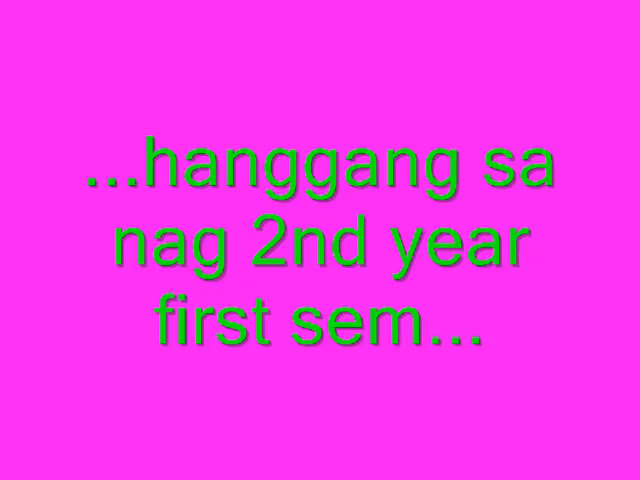 ...hanggang sa
nag 2nd year
first sem...